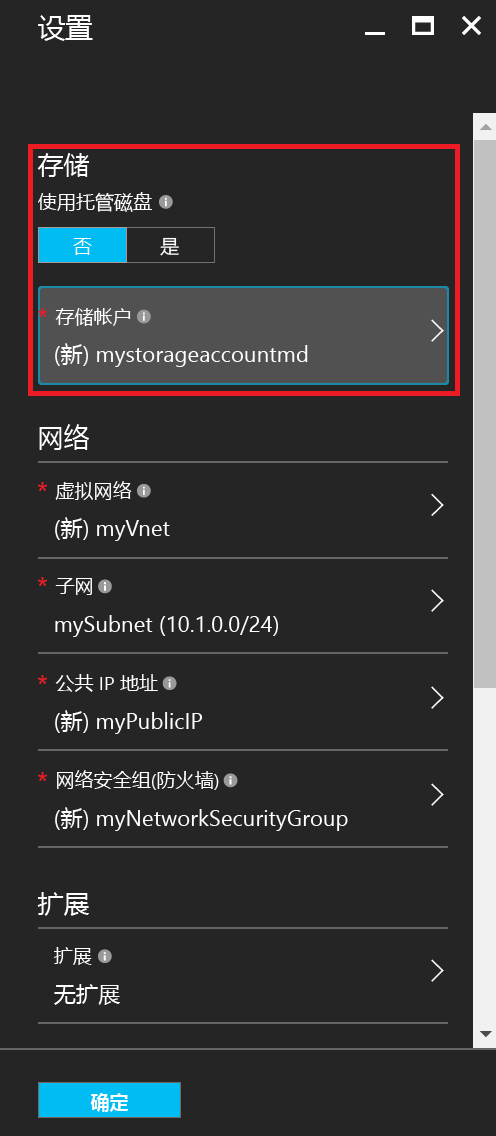 设置
存储
使用托管磁盘
否 是
* 存储帐户
(新) mystorageaccountmd
网络
* 虚拟网络
(新) myVnet
* 子网
mySubnet (10.1.0.0/24)
* 公共 IP 地址
(新) myPublicIP
* 网络安全组(防火墙)
(新) myNetworkSecurityGroup
扩展
扩展
无扩展
确定